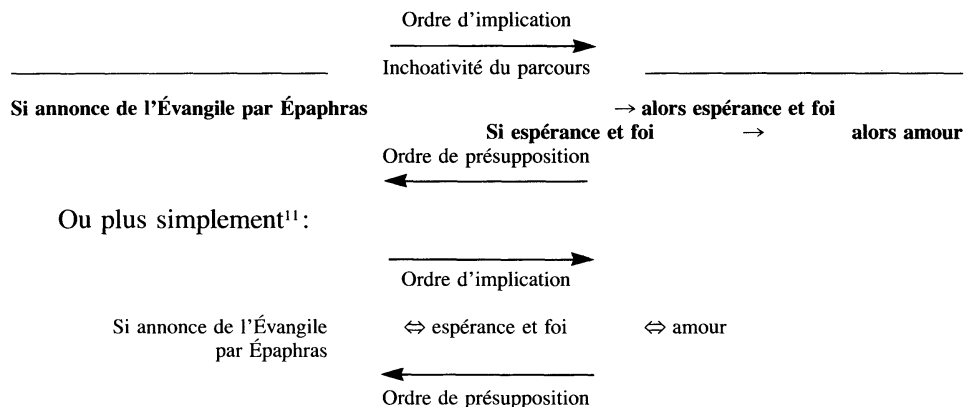 Ordre d'implication
Inchoativité du parcours
Si annonce de l'Évangile par Épaphras → alors espérance et foi
Si espérance et foi → alors amour
Ordre de présupposition
Ou plus simplement¹¹:
Ordre d'implication
Si annonce de l'Évangile ⇔ espérance et foi ⇔ amour
par Épaphras
Ordre de présupposition